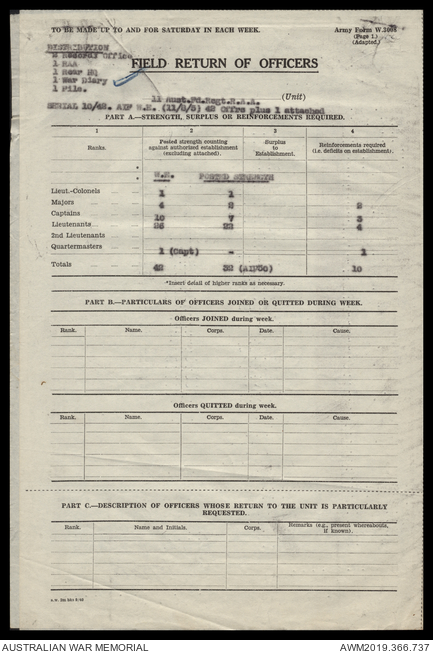 TO BE MADE UP TO AND FOR SATURDAY IN EACH WEEK.
Army Form W.3008
(Page 1.)
(Adapted.)
DISTRIBUTION
2 Records Office
1 RAA
1 Rear HQ
1 War Diary
1 File.
FIELD RETURN OF OFFICERS
11 Aust.Fd.Regt.R.A.A. (Unit)
SERIAL 10/42. AIF W.E. (11/5/5) 42 Offrs plus 1 attached
PART A.—STRENGTH, SURPLUS OR REINFORCEMENTS REQUIRED.
1 2 3 4
Ranks. Posted strength counting against authorized establishment (excluding attached). Surplus to Establishment. Reinforcements required (i.e. deficits on establishment).
*
*
W.E. POSTED STRENGTH
Lieut.-Colonels 1 1
Majors 4 2 2
Captains 10 7 3
Lieutenants 26 22 4
2nd Lieutenants
Quartermasters 1 (Capt) - 1
Totals 42 32 10
*Insert detail of higher ranks as necessary.
PART B.—PARTICULARS OF OFFICERS JOINED OR QUITTED DURING WEEK.
Officers JOINED during week.
Rank. Name. Corps. Date. Cause.
Officers QUITTED during week.
Rank. Name. Corps. Date. Cause.
PART C.—DESCRIPTION OF OFFICERS WHOSE RETURN TO THE UNIT IS PARTICULARLY
REQUESTED.
Rank. Name and Initials. Corps. Remarks (e.g., present whereabouts, if known).
AUSTRALIAN WAR MEMORIAL
AWM2019.366.737